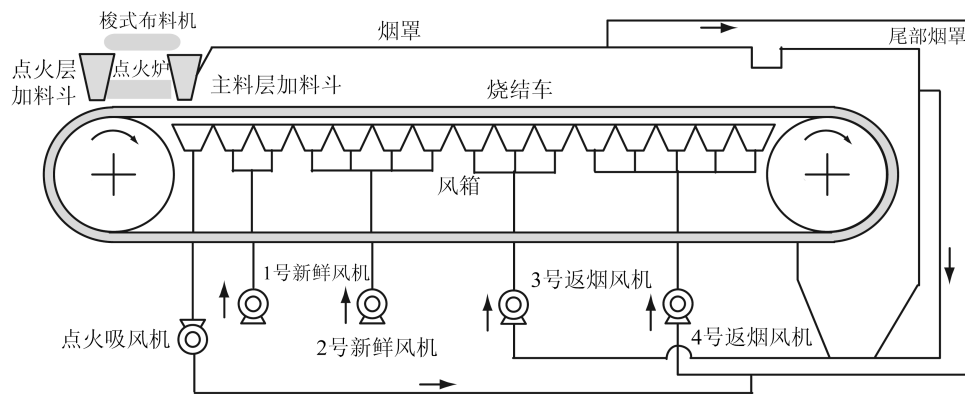 梭式布料机
烟罩
尾部烟罩
点火层
加料斗
点火炉
主料层加料斗
烧结车
风箱
1号新鲜风机
3号返烟风机
点火吸风机
2号新鲜风机
4号返烟风机